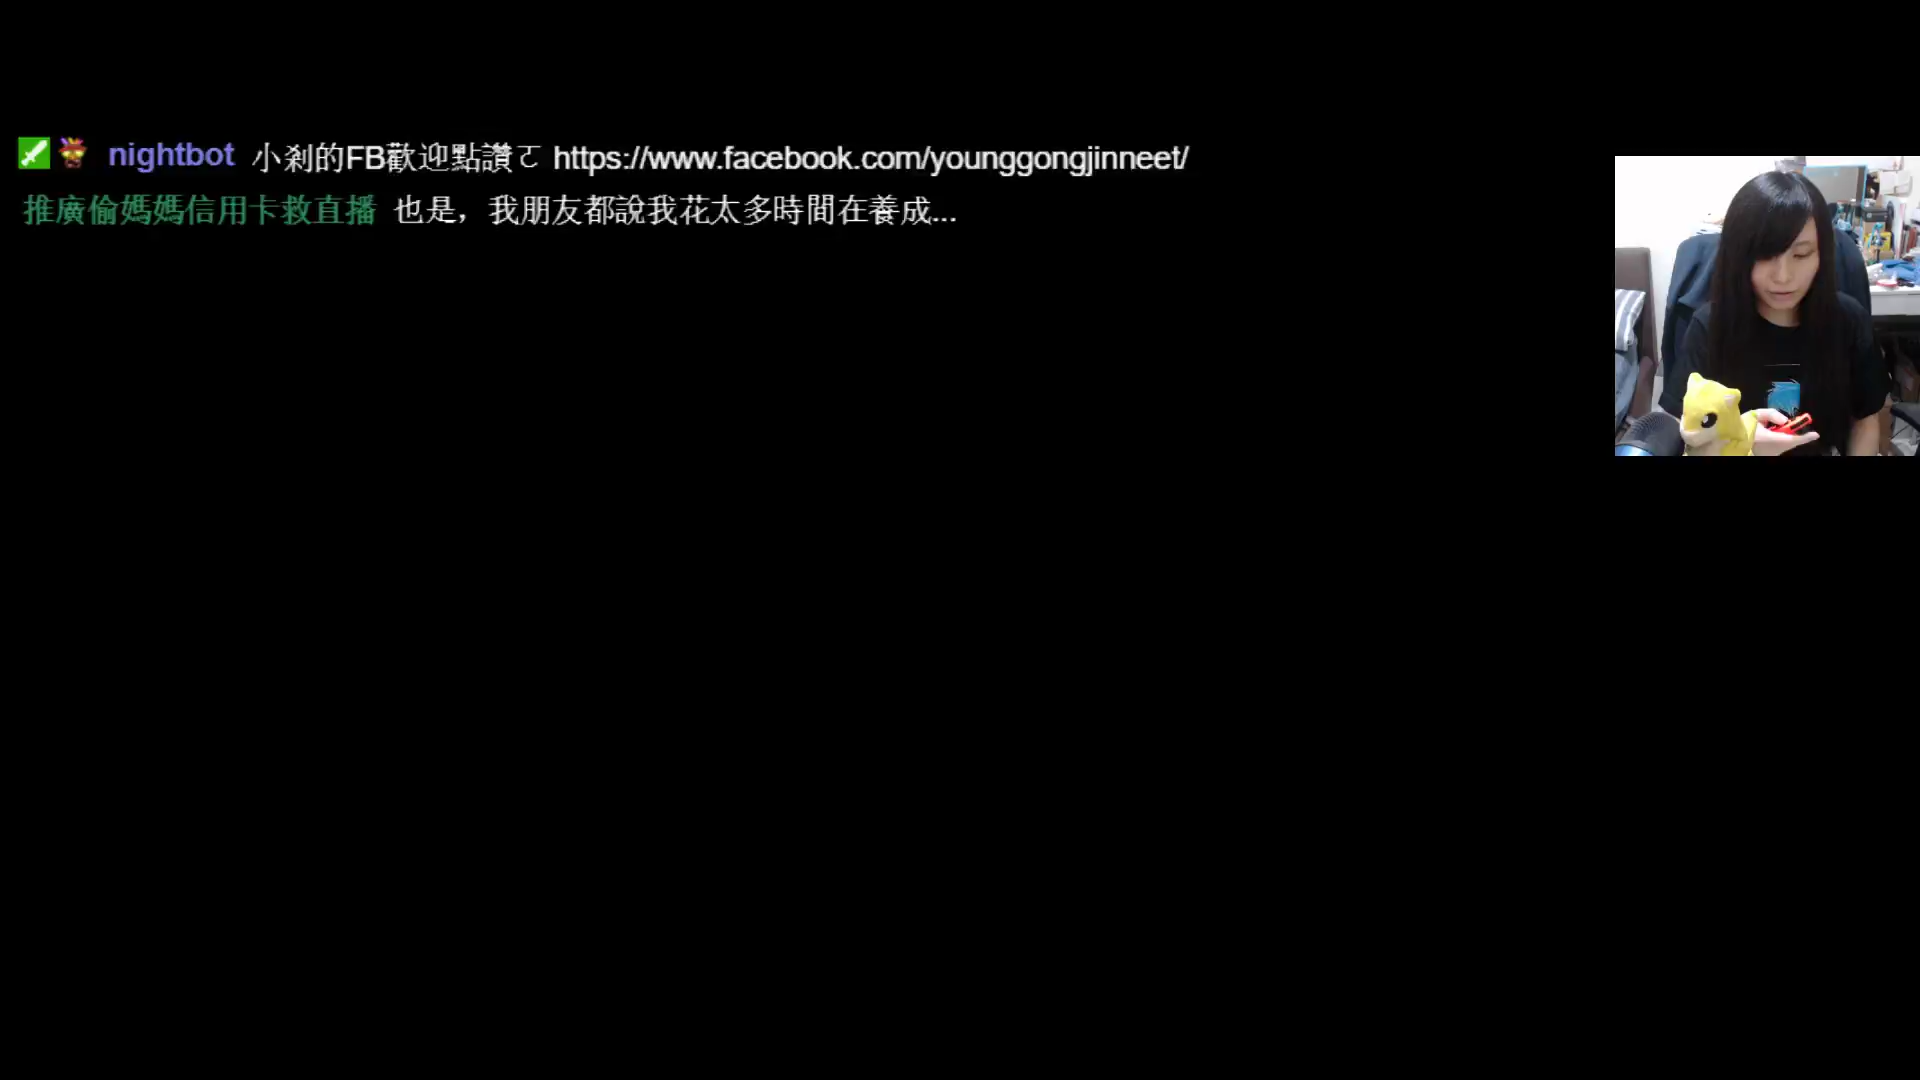 nightbot 小剎的FB歡迎點讚ㄛ https://www.facebook.com/younggongjinneet/
推廣偷媽媽信用卡救直播 也是，我朋友都說我花太多時間在養成...